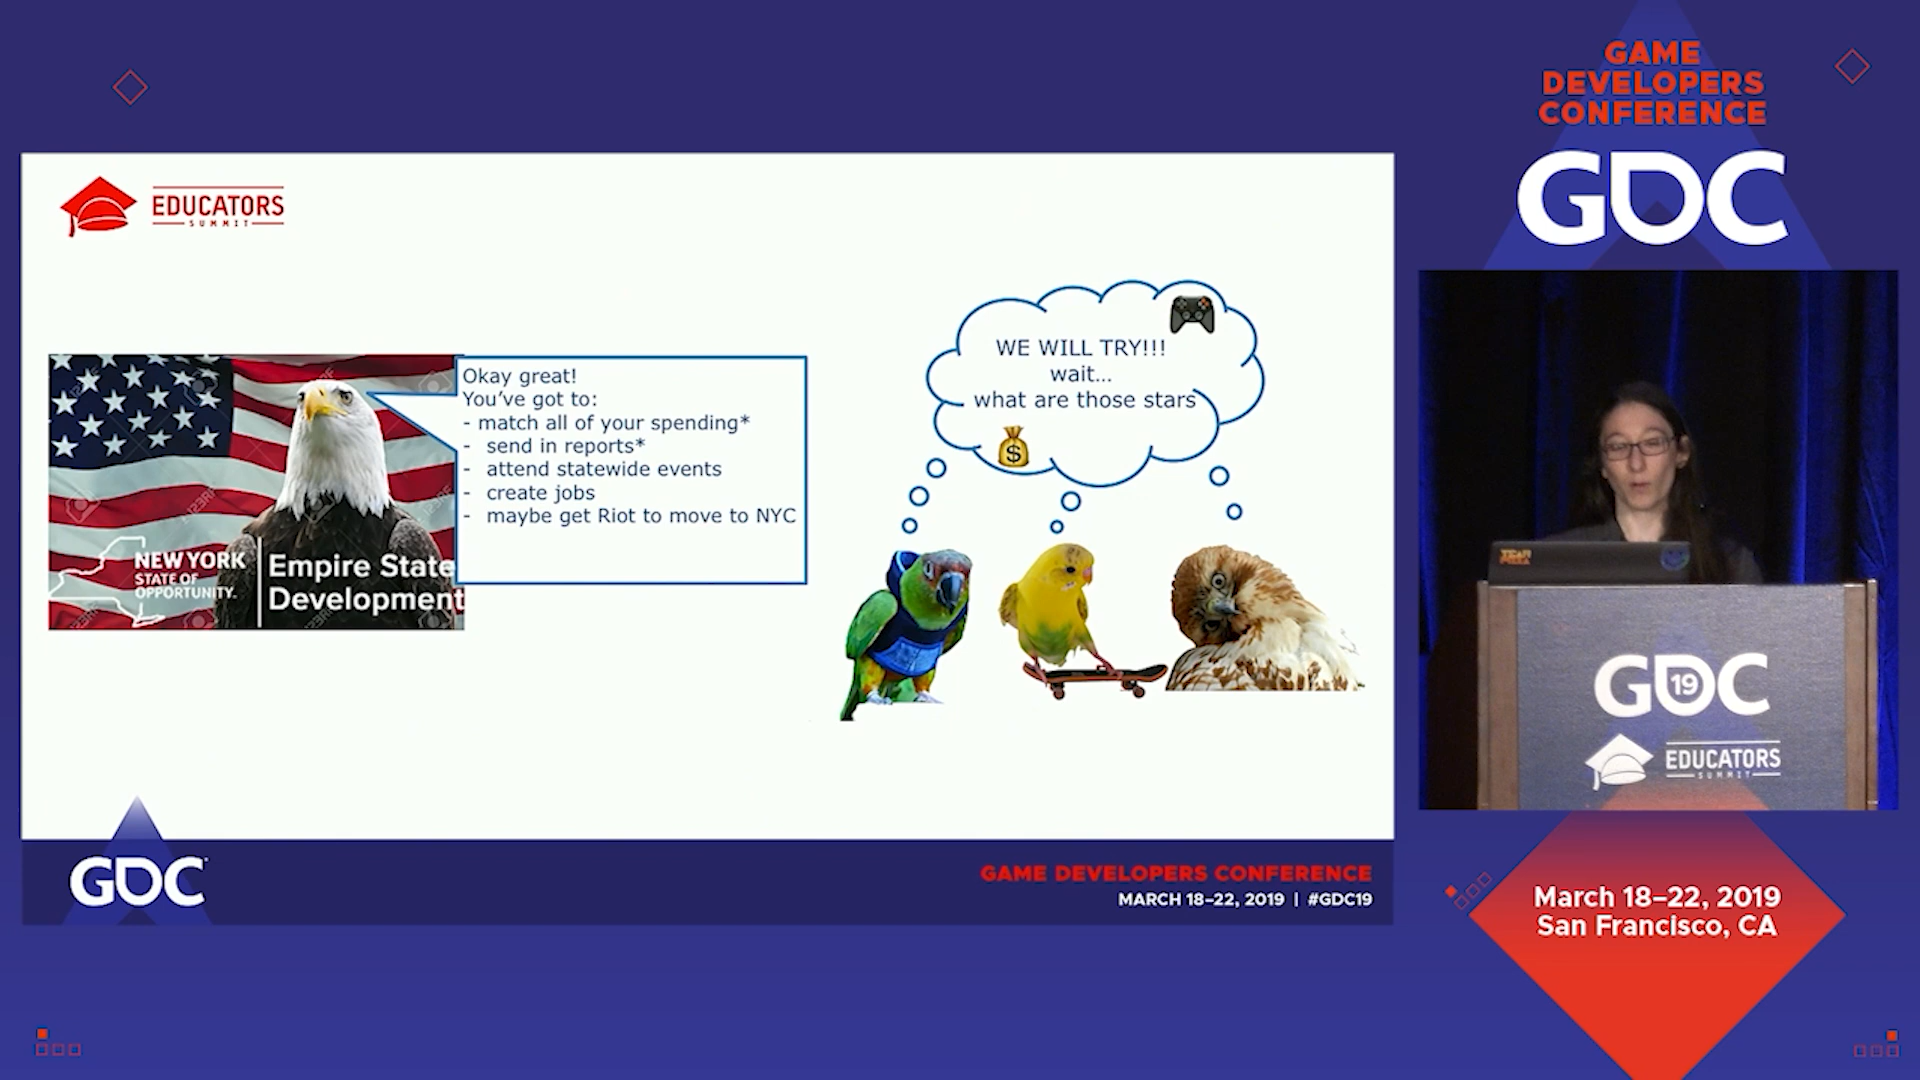 GAME
DEVELOPERS
CONFERENCE
GDC
EDUCATORS
SUMMIT
Okay great!
You've got to:
- match all of your spending*
- send in reports*
- attend statewide events
- create jobs
- maybe get Riot to move to NYC
WE WILL TRY!!!
wait...
what are those stars
$
NEW YORK
STATE OF
OPPORTUNITY.
Empire State
Development
123RF
GDC
19
EDUCATORS
SUMMIT
GDC
GAME DEVELOPERS CONFERENCE
MARCH 18–22, 2019 | #GDC19
March 18–22, 2019
San Francisco, CA